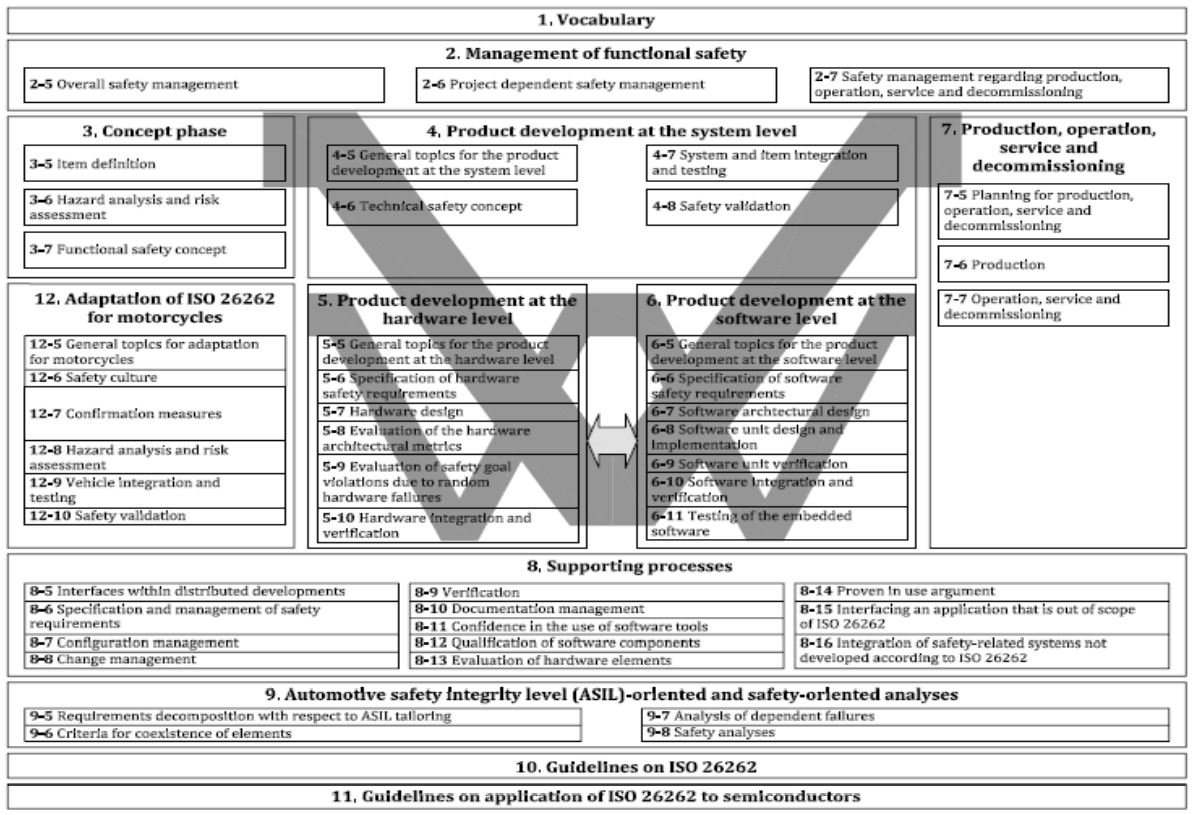 1. Vocabulary
2. Management of functional safety
2-5 Overall safety management
2-6 Project dependent safety management
2-7 Safety management regarding production,
operation, service and decommissioning
3. Concept phase
3-5 Item definition
3-6 Hazard analysis and risk
assessment
3-7 Functional safety concept
4. Product development at the system level
4-5 General topics for the product
development at the system level
4-6 Technical safety concept
4-7 System and item integration
and testing
4-8 Safety validation
7. Production, operation,
service and
decommissioning
7-5 Planning for production,
operation, service and
decommissioning
7-6 Production
7-7 Operation, service and
decommissioning
12. Adaptation of ISO 26262
for motorcycles
12-5 General topics for adaptation
for motorcycles
12-6 Safety culture
12-7 Confirmation measures
12-8 Hazard analysis and risk
assessment
12-9 Vehicle integration and
testing
12-10 Safety validation
5. Product development at the
hardware level
5-5 General topics for the product
development at the hardware level
5-6 Specification of hardware
safety requirements
5-7 Hardware design
5-8 Evaluation of the hardware
architectural metrics
5-9 Evaluation of safety goal
violations due to random
hardware failures
5-10 Hardware integration and
verification
6. Product development at the
software level
6-5 General topics for the product
development at the software level
6-6 Specification of software
safety requirements
6-7 Software archtectural design
6-8 Software unit design and
implementation
6-9 Software unit verification
6-10 Software integration and
verification
6-11 Testing of the embedded
software
8. Supporting processes
8-5 Interfaces within distributed developments
8-6 Specification and management of safety
requirements
8-7 Configuration management
8-8 Change management
8-9 Verification
8-10 Documentation management
8-11 Confidence in the use of software tools
8-12 Qualification of software components
8-13 Evaluation of hardware elements
8-14 Proven in use argument
8-15 Interfacing an application that is out of scope
of ISO 26262
8-16 Integration of safety-related systems not
developed according to ISO 26262
9. Automotive safety integrity level (ASIL)-oriented and safety-oriented analyses
9-5 Requirements decomposition with respect to ASIL tailoring
9-6 Criteria for coexistence of elements
9-7 Analysis of dependent failures
9-8 Safety analyses
10. Guidelines on ISO 26262
11. Guidelines on application of ISO 26262 to semiconductors